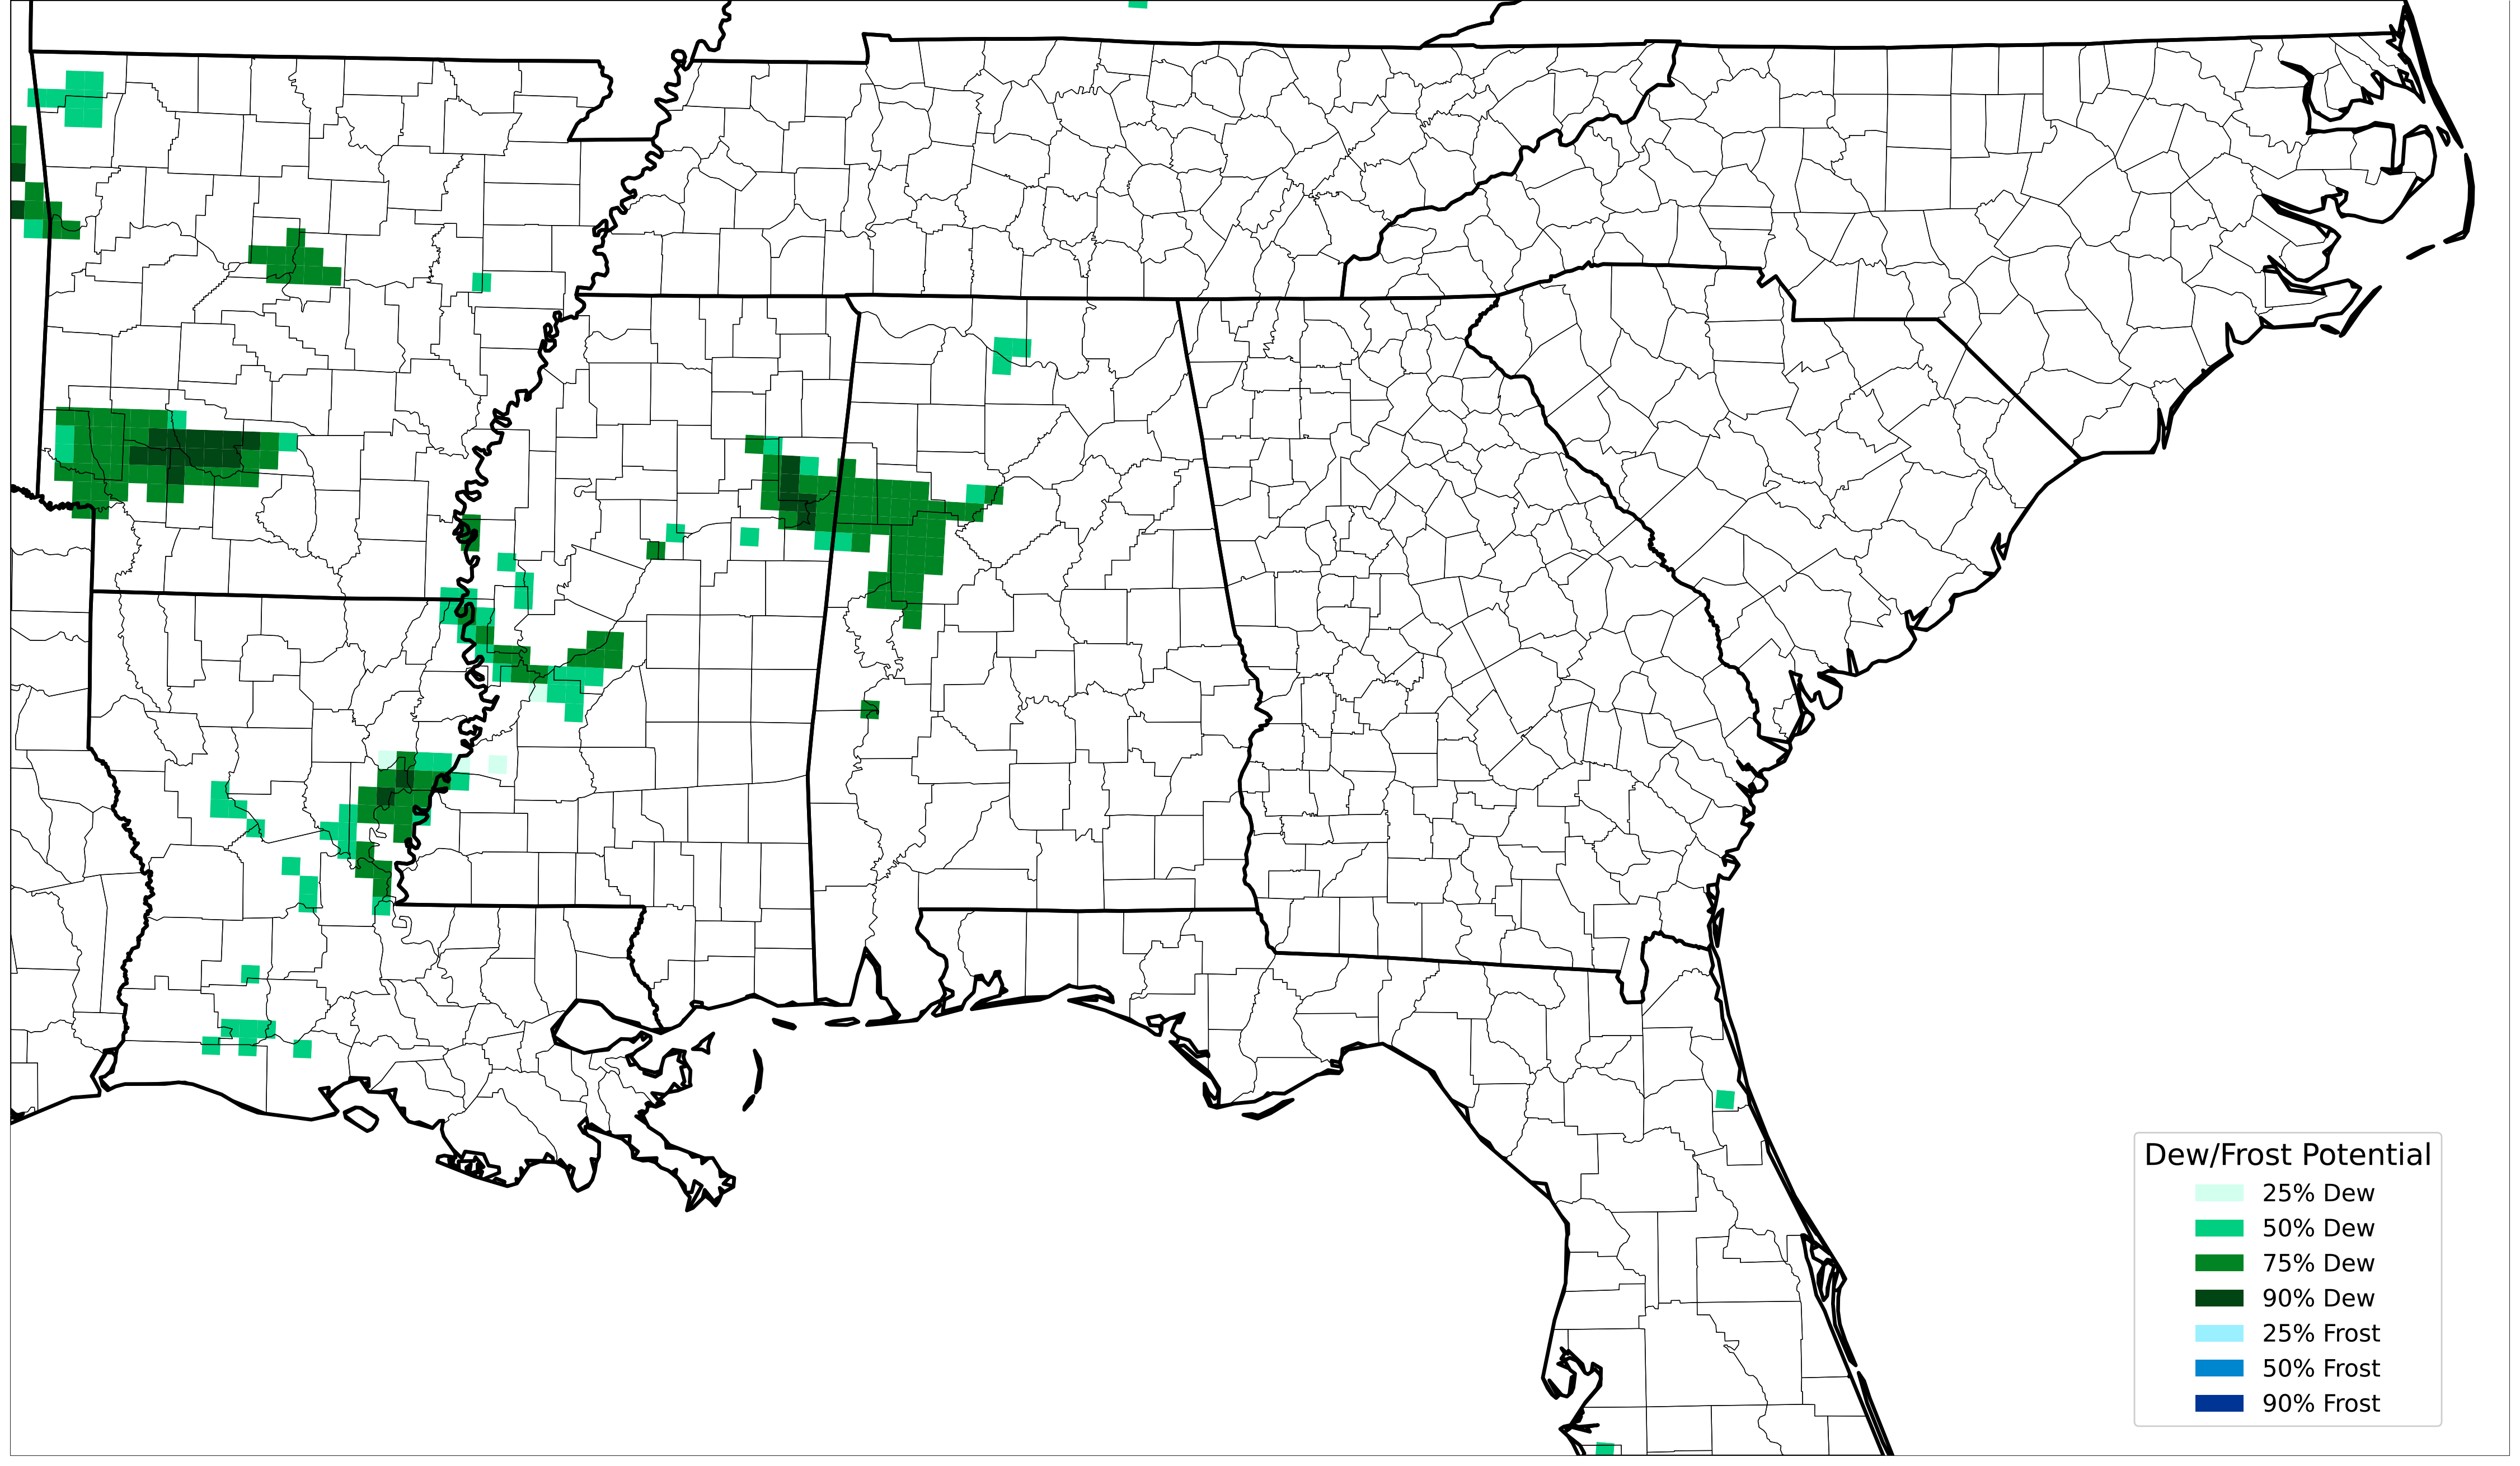 Dew/Frost Potential
25% Dew
50% Dew
75% Dew
90% Dew
25% Frost
50% Frost
90% Frost